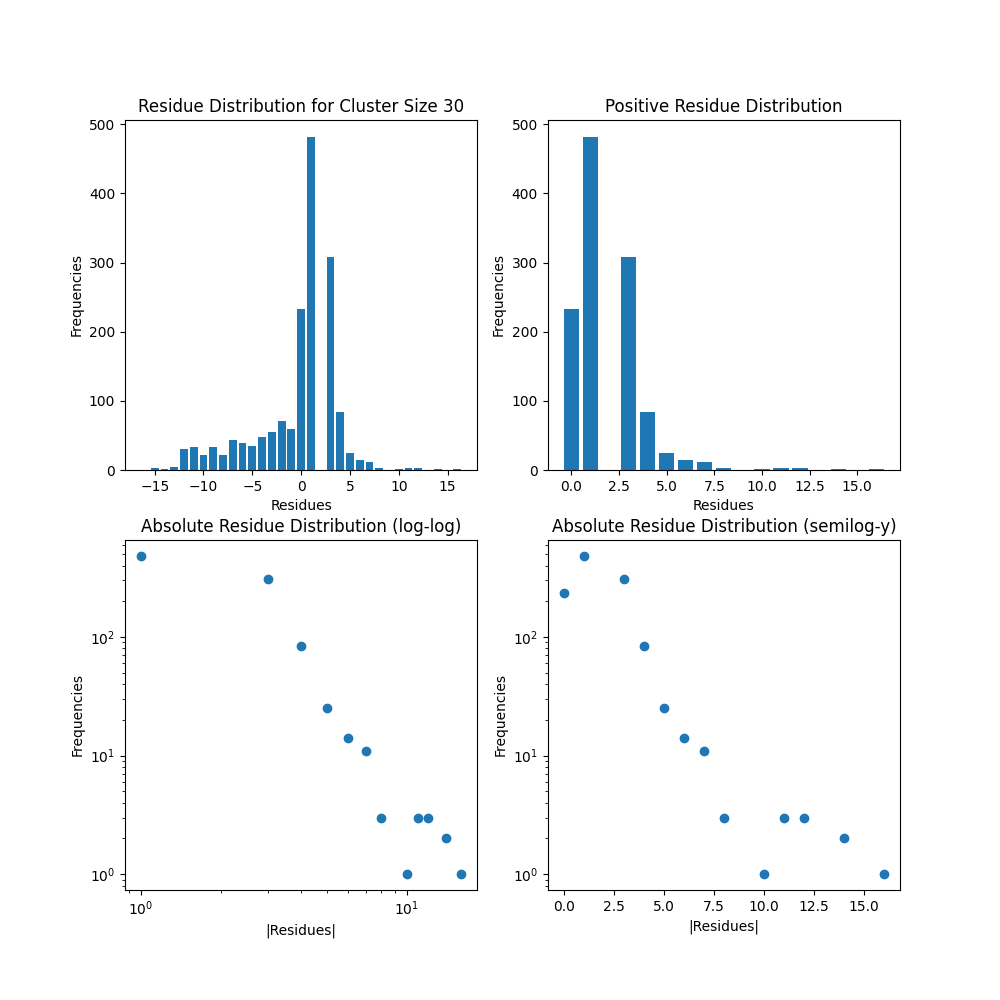 Residue Distribution for Cluster Size 30
Frequencies
500
400
300
200
100
0
−15 −10 −5 0 5 10 15
Residues
Positive Residue Distribution
Frequencies
500
400
300
200
100
0
0.0 2.5 5.0 7.5 10.0 12.5 15.0
Residues
Absolute Residue Distribution (log-log)
Frequencies
10²
10¹
10⁰
10⁰ 10¹
|Residues|
Absolute Residue Distribution (semilog-y)
Frequencies
10²
10¹
10⁰
0.0 2.5 5.0 7.5 10.0 12.5 15.0
|Residues|